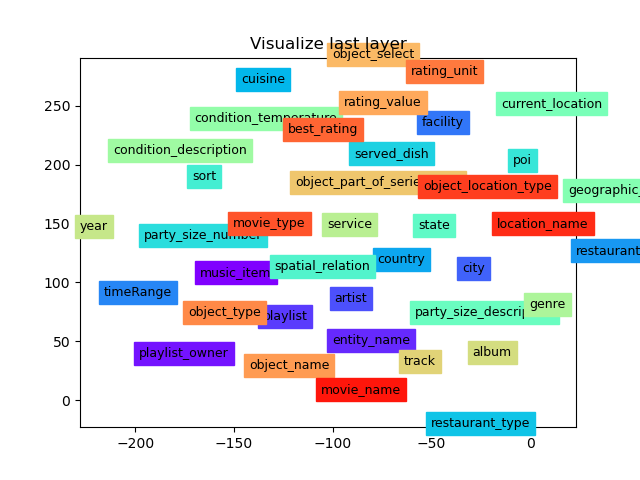 Visualize last layer
object_select
rating_unit
cuisine
rating_value
current_location
condition_temperature
best_rating
facility
condition_description
served_dish
poi
sort
object_part_of_serie
object_location_type
geographic_
year
party_size_number
movie_type
service
state
location_name
restaurant
music_item
spatial_relation
country
city
timeRange
artist
object_type
playlist
party_size_descrip
genre
playlist_owner
entity_name
object_name
track
album
movie_name
restaurant_type
250
200
150
100
50
0
−200 −150 −100 −50 0